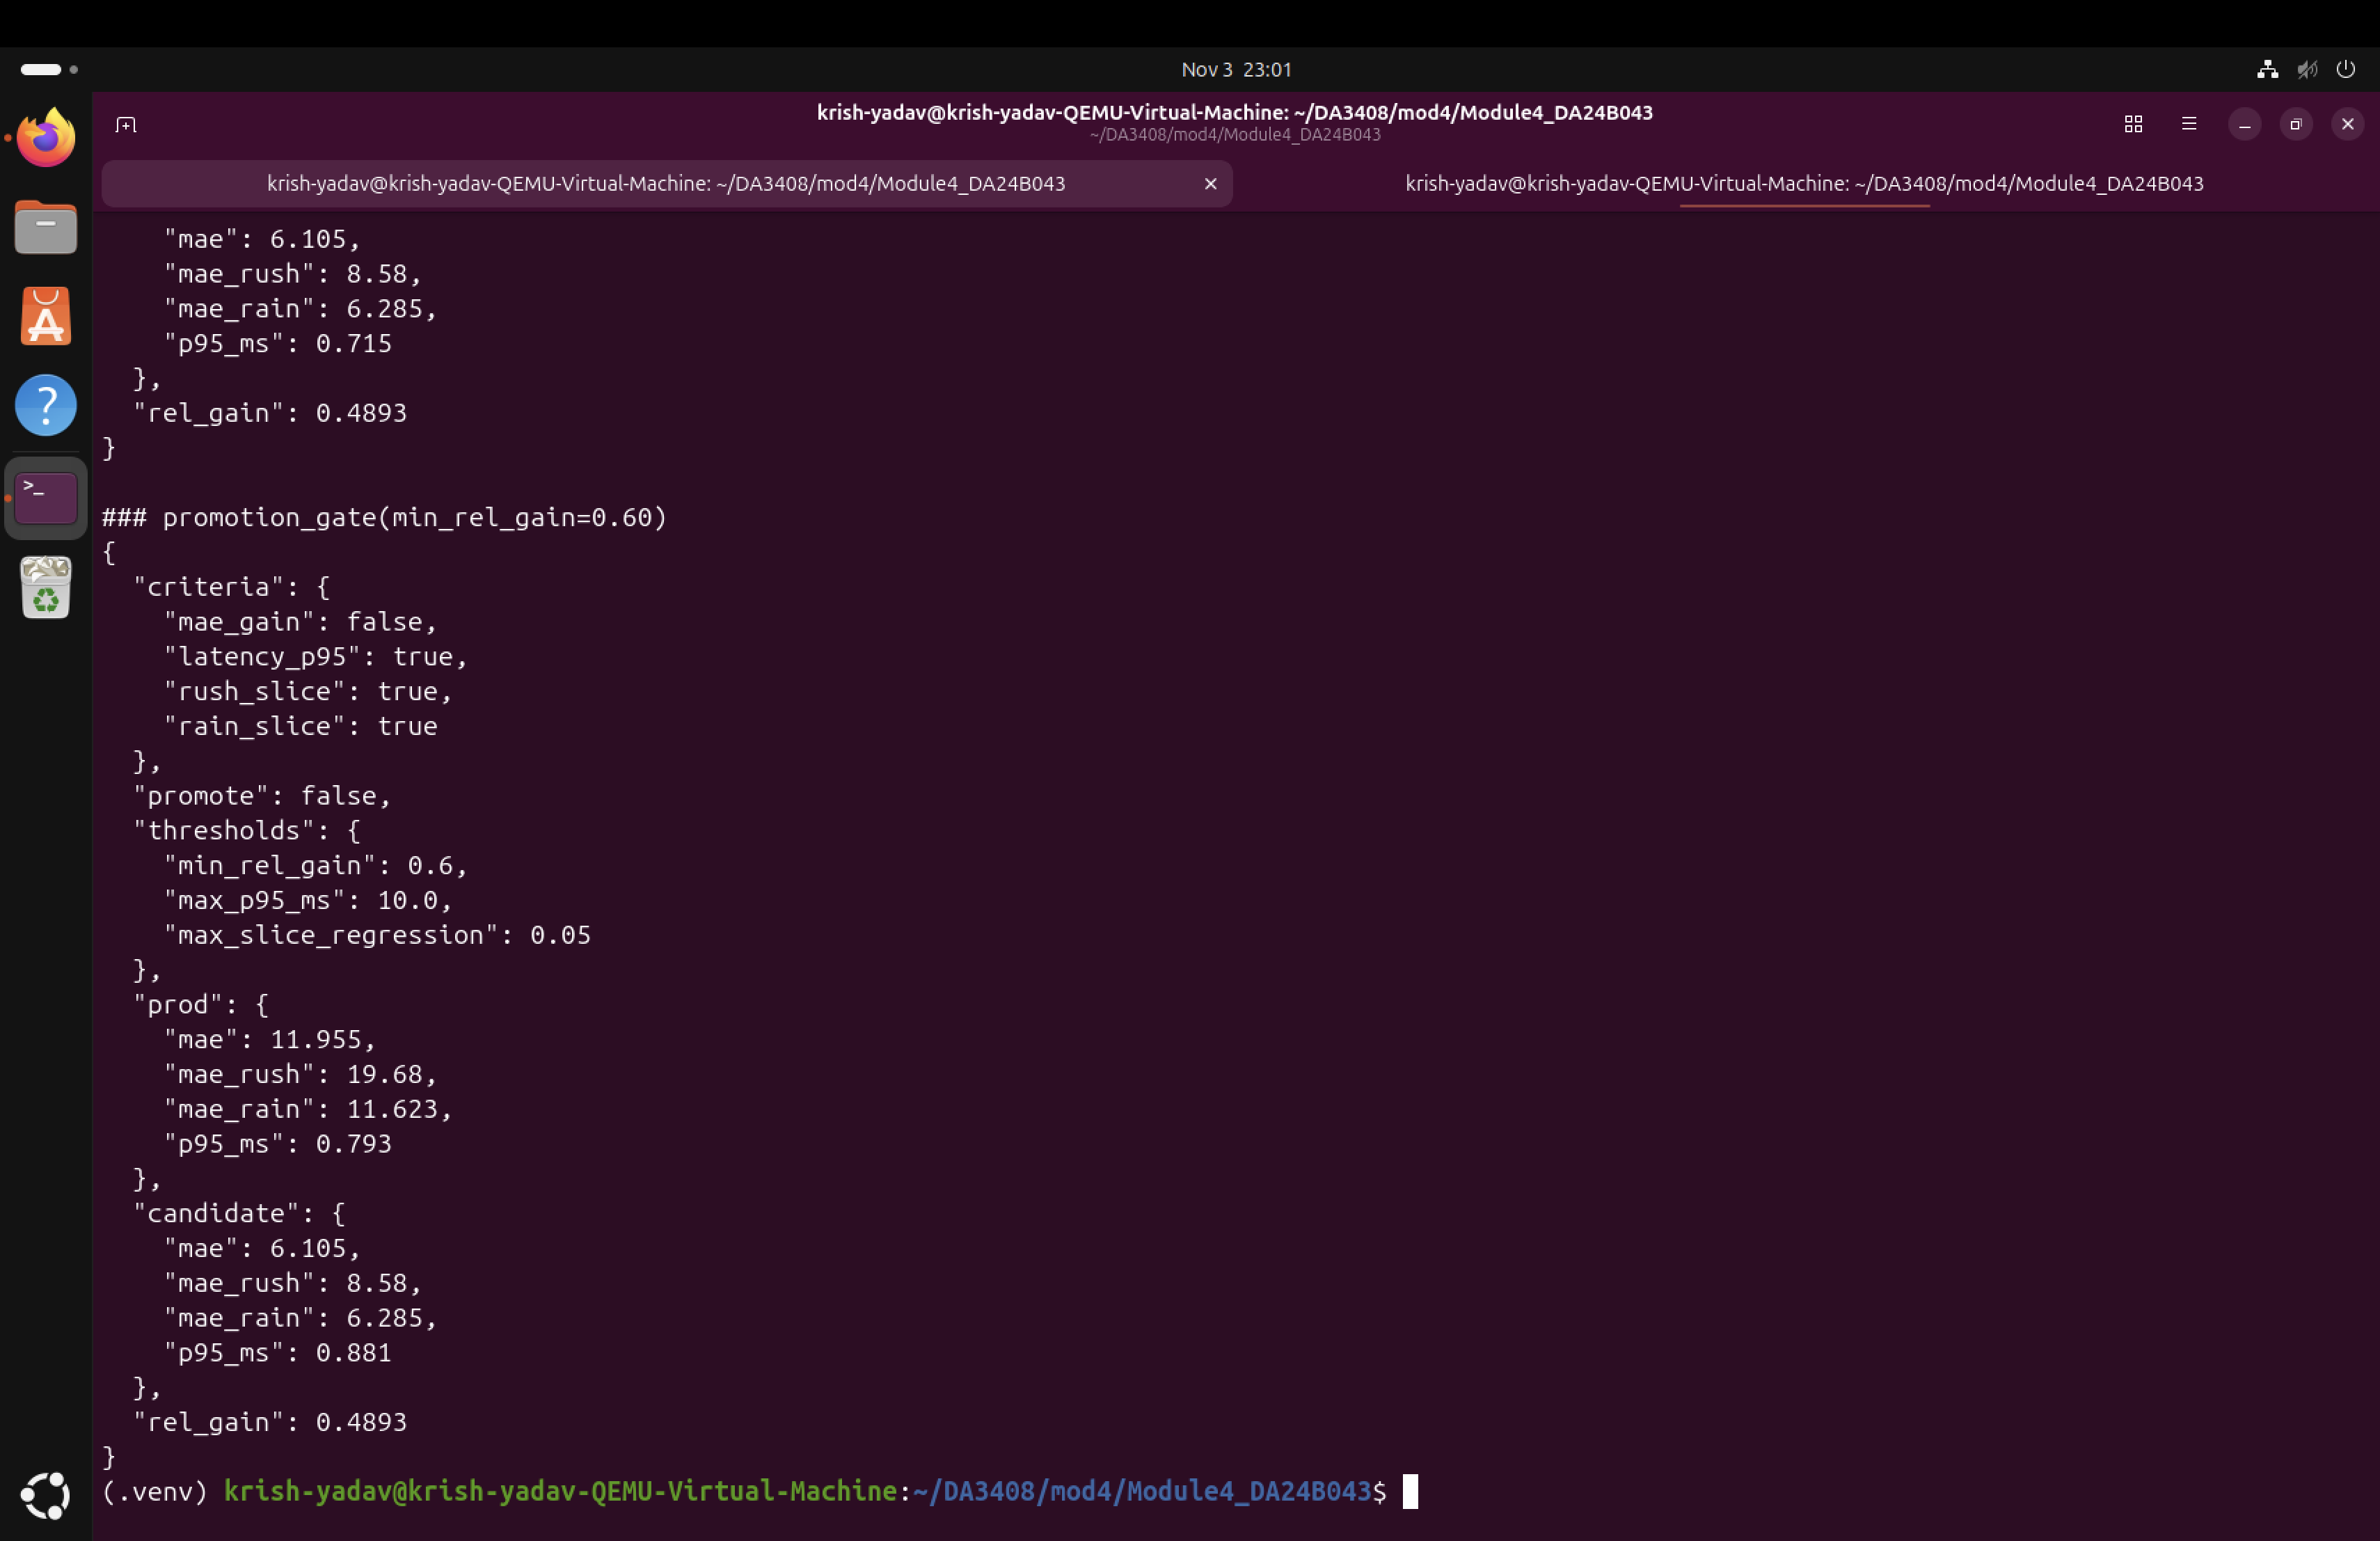 Nov 3 23:01
krish-yadav@krish-yadav-QEMU-Virtual-Machine: ~/DA3408/mod4/Module4_DA24B043
~/DA3408/mod4/Module4_DA24B043
krish-yadav@krish-yadav-QEMU-Virtual-Machine: ~/DA3408/mod4/Module4_DA24B043
krish-yadav@krish-yadav-QEMU-Virtual-Machine: ~/DA3408/mod4/Module4_DA24B043
    "mae": 6.105,
    "mae_rush": 8.58,
    "mae_rain": 6.285,
    "p95_ms": 0.715
  },
  "rel_gain": 0.4893
}

### promotion_gate(min_rel_gain=0.60)
{
  "criteria": {
    "mae_gain": false,
    "latency_p95": true,
    "rush_slice": true,
    "rain_slice": true
  },
  "promote": false,
  "thresholds": {
    "min_rel_gain": 0.6,
    "max_p95_ms": 10.0,
    "max_slice_regression": 0.05
  },
  "prod": {
    "mae": 11.955,
    "mae_rush": 19.68,
    "mae_rain": 11.623,
    "p95_ms": 0.793
  },
  "candidate": {
    "mae": 6.105,
    "mae_rush": 8.58,
    "mae_rain": 6.285,
    "p95_ms": 0.881
  },
  "rel_gain": 0.4893
}
(.venv) krish-yadav@krish-yadav-QEMU-Virtual-Machine:~/DA3408/mod4/Module4_DA24B043$